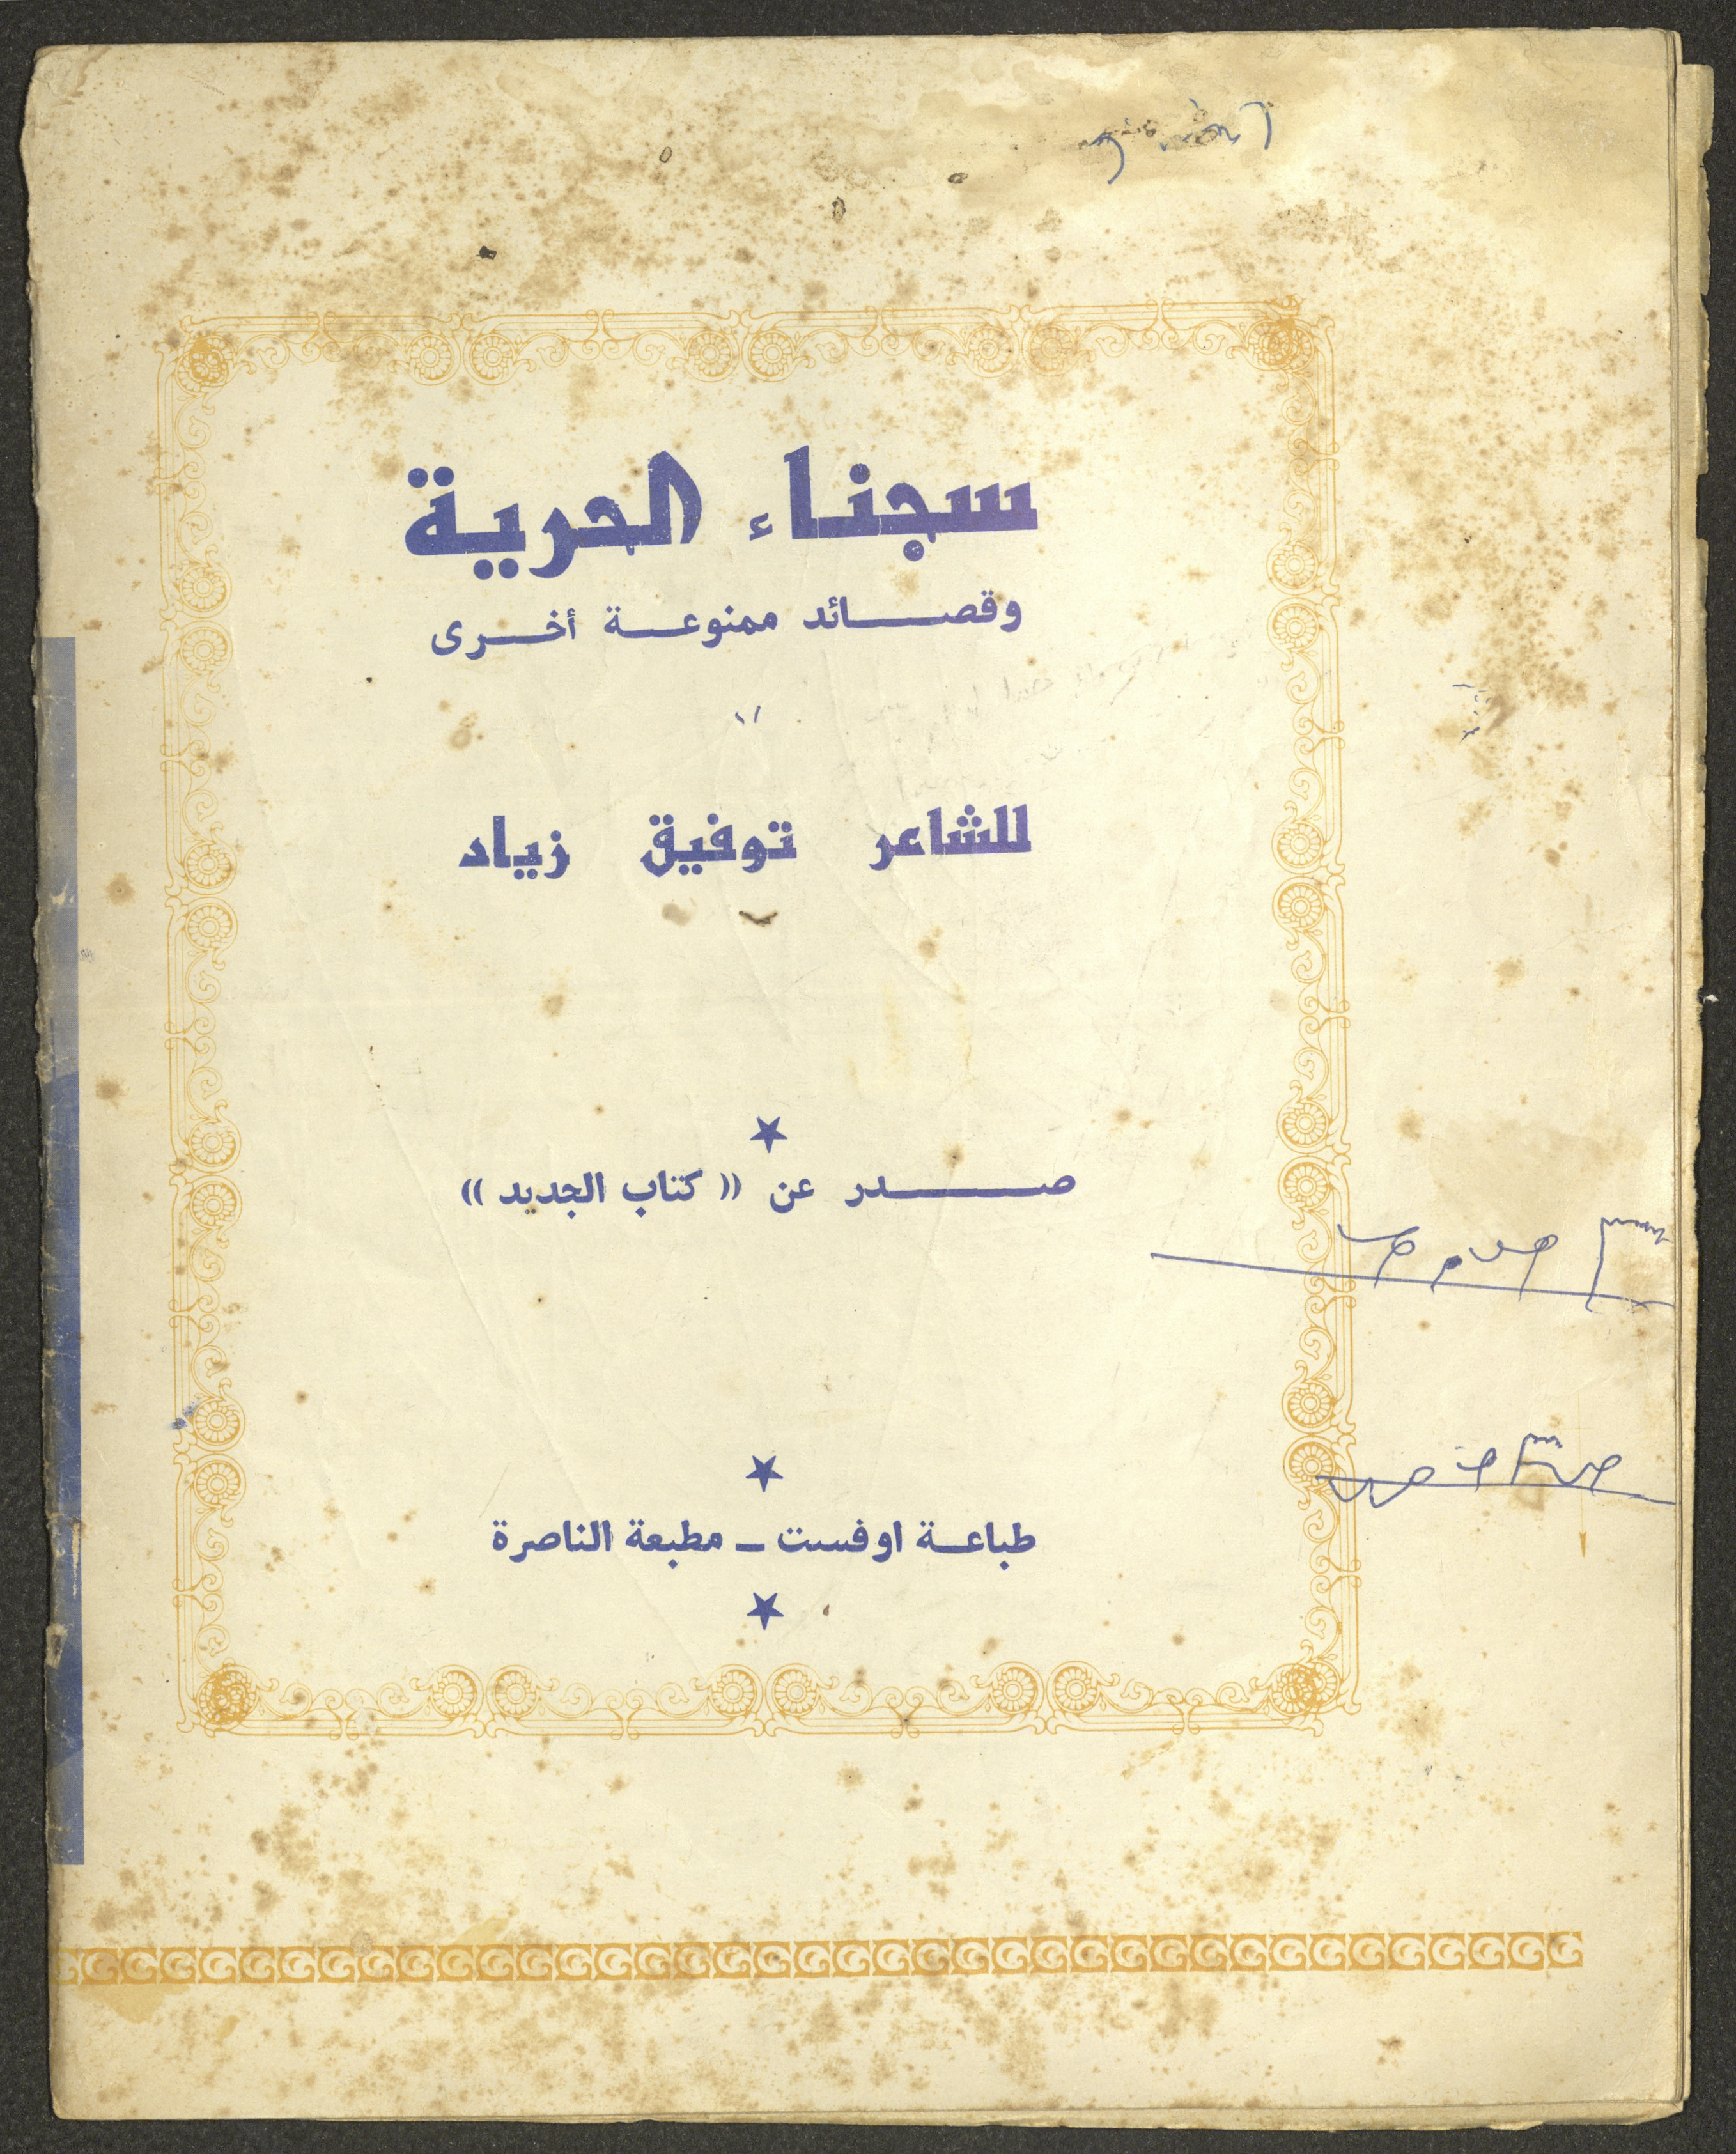 سجناء الحرية
وقصائد ممنوعة أخرى
للشاعر توفيق زياد
صدر عن « كتاب الجديد »
طباعة اوفست - مطبعة الناصرة